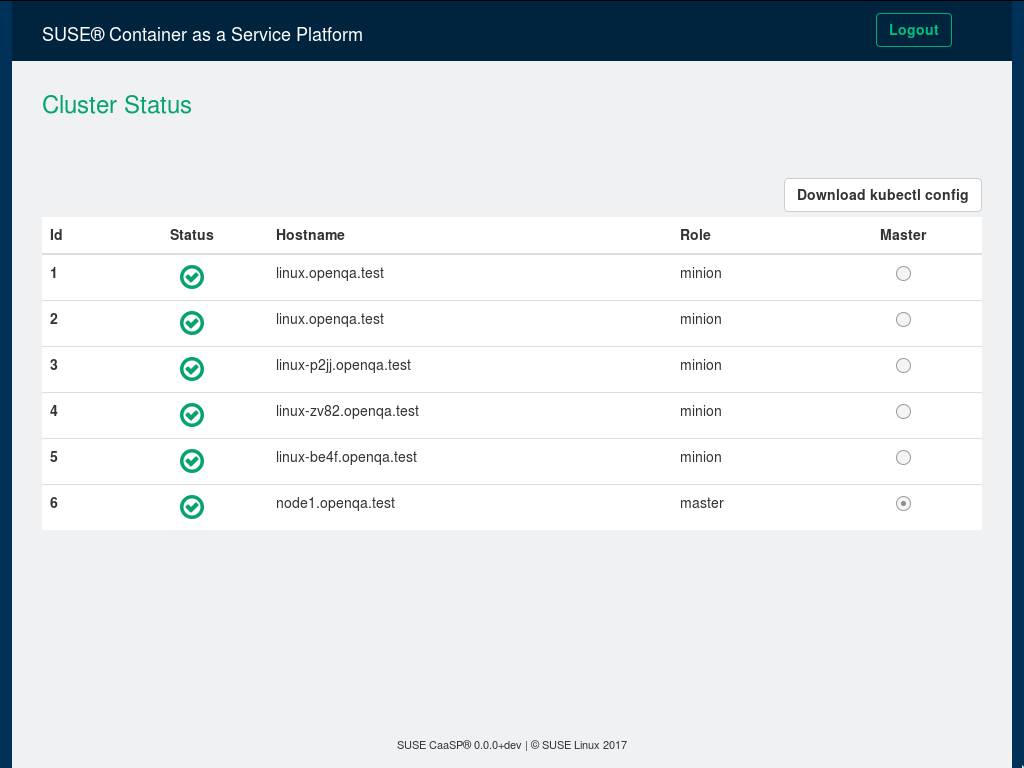 SUSE® Container as a Service Platform
Logout
Cluster Status
Download kubectl config
Id Status Hostname Role Master
1 linux.openqa.test minion
2 linux.openqa.test minion
3 linux-p2jj.openqa.test minion
4 linux-zv82.openqa.test minion
5 linux-be4f.openqa.test minion
6 node1.openqa.test master
SUSE CaaSP® 0.0.0+dev | © SUSE Linux 2017